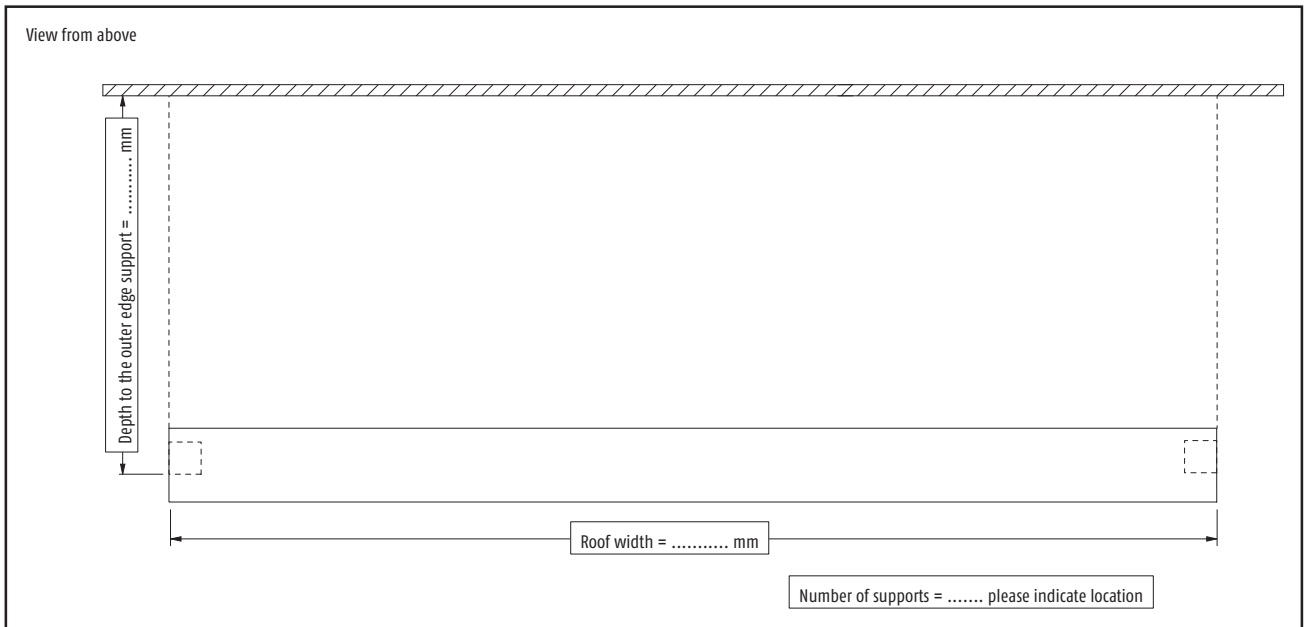 View from above
Depth to the outer edge support = ............ mm
Roof width = ........... mm
Number of supports = ....... please indicate location